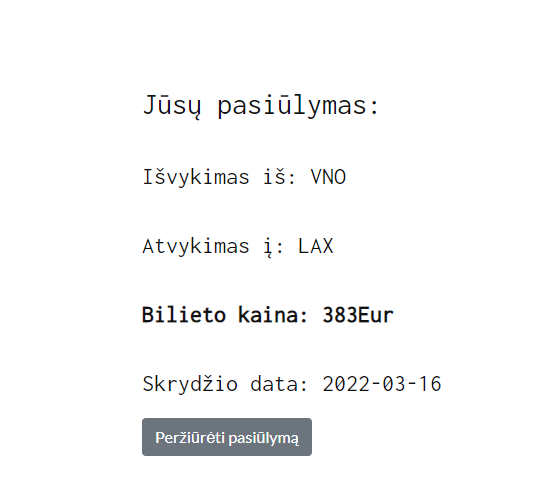 Jūsų pasiūlymas:
Išvykimas iš: VNO
Atvykimas į: LAX
Bilieto kaina: 383Eur
Skrydžio data: 2022-03-16
Peržiūrėti pasiūlymą